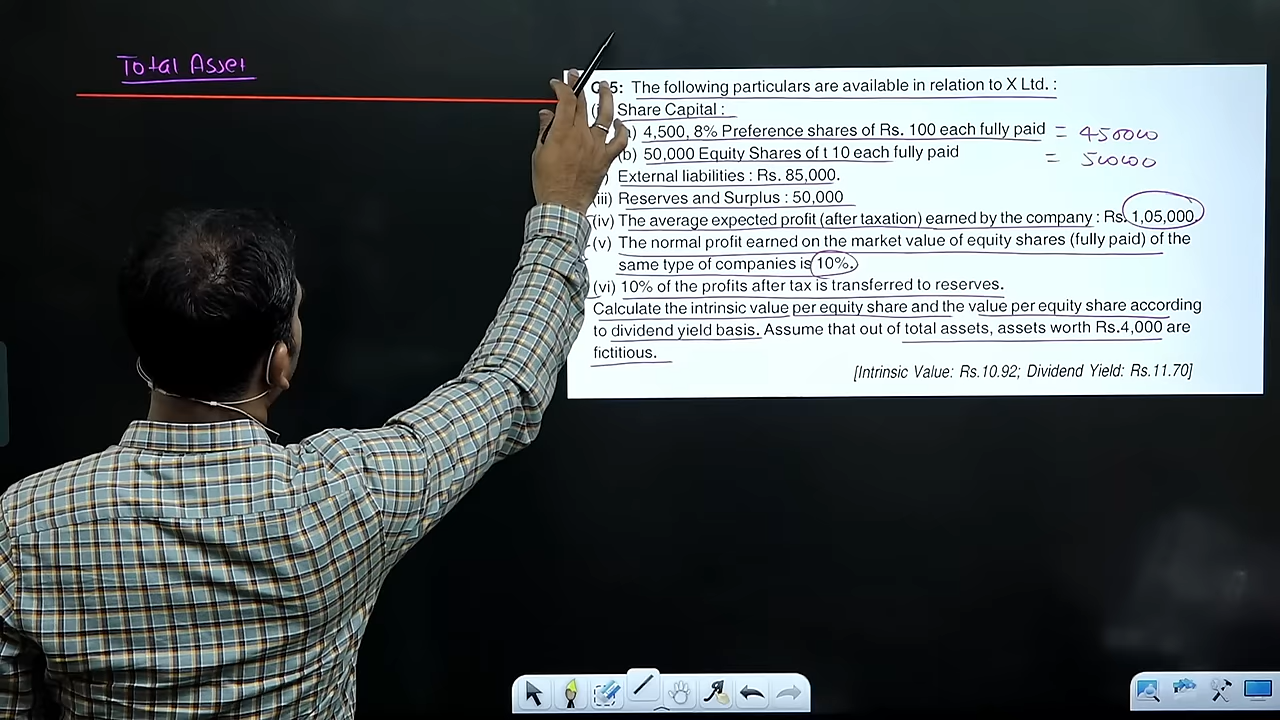 Total Asset
5: The following particulars are available in relation to X Ltd. :
Share Capital :
4,500, 8% Preference shares of Rs. 100 each fully paid = 450000
(b) 50,000 Equity Shares of t 10 each fully paid = 500000
External liabilities : Rs. 85,000.
(iii) Reserves and Surplus : 50,000
(iv) The average expected profit (after taxation) earned by the company : Rs. 1,05,000.
(v) The normal profit earned on the market value of equity shares (fully paid) of the
same type of companies is 10%.
(vi) 10% of the profits after tax is transferred to reserves.
Calculate the intrinsic value per equity share and the value per equity share according
to dividend yield basis. Assume that out of total assets, assets worth Rs.4,000 are
fictitious.
[Intrinsic Value: Rs.10.92; Dividend Yield: Rs.11.70]